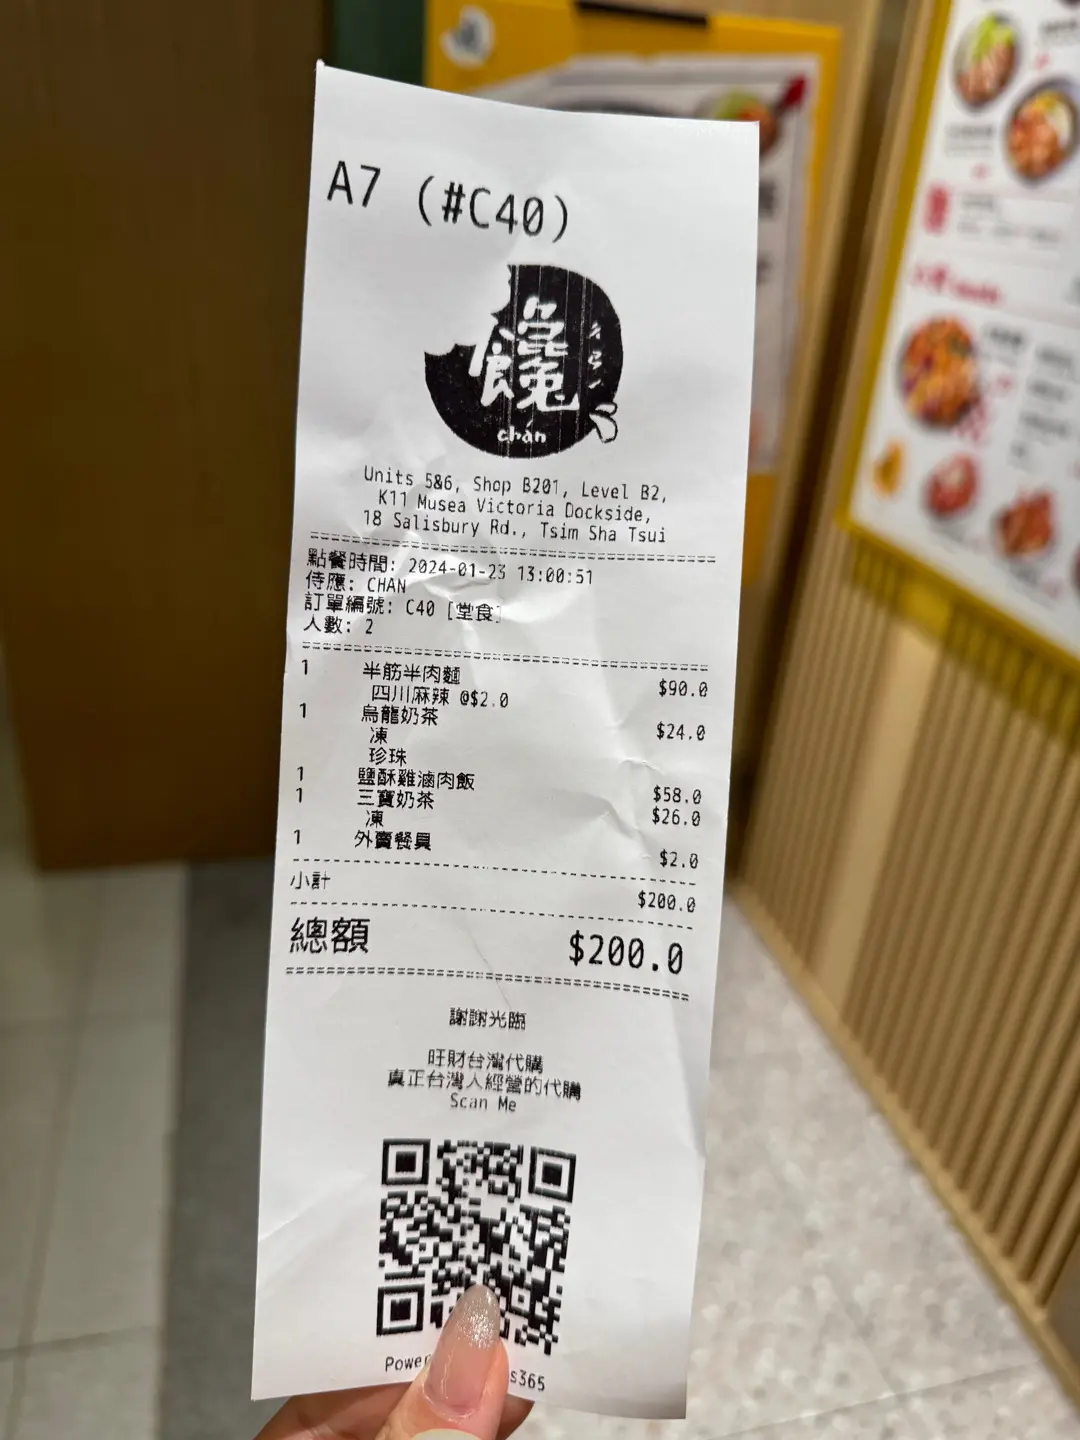 A7 (#C40)
饞
ㄔㄢˊ
chán
Units 5&6, Shop B201, Level B2,
K11 Musea Victoria Dockside,
18 Salisbury Rd., Tsim Sha Tsui
點餐時間: 2024-01-23 13:00:51
侍應: CHAN
訂單編號: C40 [堂食]
人數: 2
1 半筋半肉麵 $90.0
四川麻辣 @$2.0
1 烏龍奶茶 $24.0
凍
珍珠
1 鹽酥雞滷肉飯 $58.0
1 三寶奶茶 $26.0
凍
1 外賣餐具 $2.0
小計 $200.0
總額 $200.0
謝謝光臨
旺財台灣代購
真正台灣人經營的代購
Scan Me
Power s365